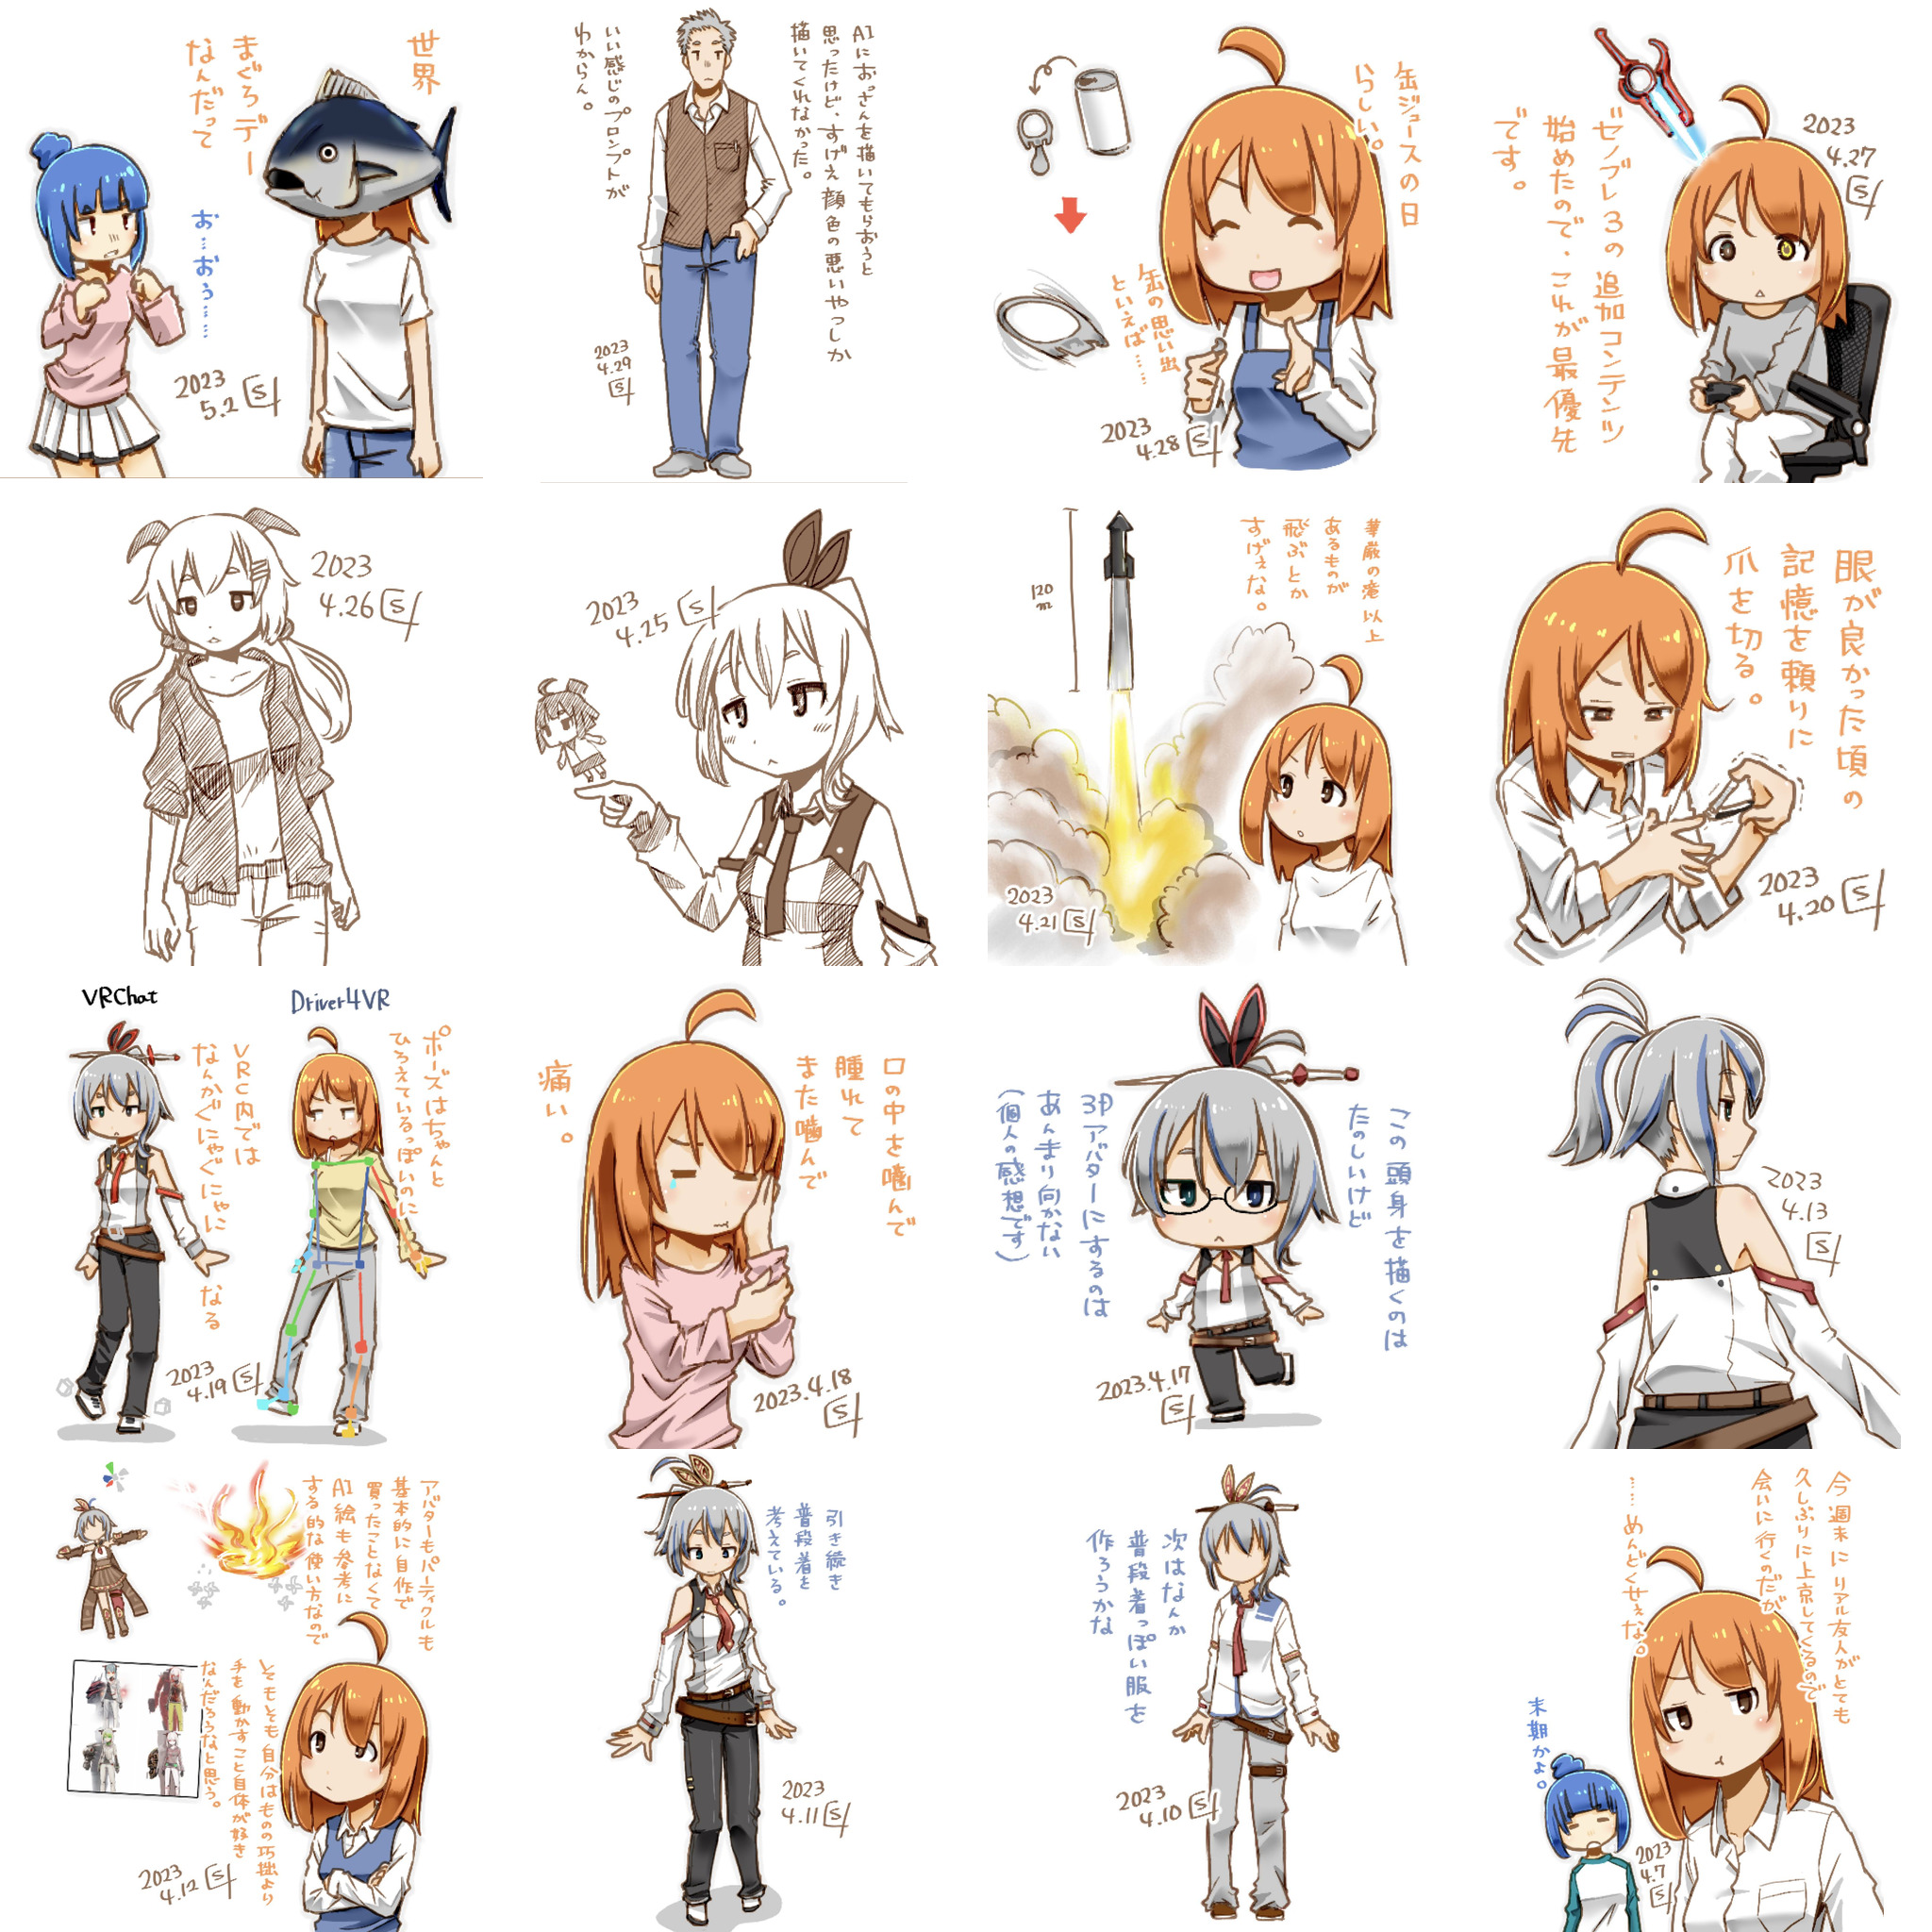 世界
まぐろデー
なんだって
お…おう……
2023
5.2 S
AIにおっさんを描いてもらおうと
思ったけど、すげえ顔色の悪いやつしか
描いてくれなかった。
いい感じのプロンプトが
わからん。
2023
4.29
S
缶ジュースの日
らしい。
缶の思い出
といえば……
2023
4.28 S
2023
4.27
S
ゼノブレ3の追加コンテンツ
始めたので、これが最優先
です。
2023
4.26 S
2023
4.25 S
120
m
華厳の滝以上
あるものが
飛ぶとか
すげぇな。
2023
4.21 S
眼が良かった頃の
記憶を頼りに
爪を切る。
2023
4.20 S
VRChat
Driver4VR
ポーズはちゃんと
ひろえているっぽいのに
VRC内では
なんかぐにゃぐにゃに
なる
2023
4.19 S
口の中を噛んで
腫れて
また噛んで
痛い。
2023.4.18
S
この頭身を描くのは
たのしいけど
3Dアバターにするのは
あんまり向かない
(個人の感想です)
2023.4.17
S
2023
4.13
S
アバターもパーティクルも
基本的に自作で
買ったことなくて
AI絵も参考に
する的な使い方なので
そもそも自分はものの巧拙より
手を動かすこと自体が好き
なんだろうなと思う。
2023
4.12 S
引き続き
普段着を
考えている。
2023
4.11 S
次はなんか
普段着っぽい服を
作ろうかな
2023
4.10 S
今週末にリアル友人がとても
久しぶりに上京してくるので
会いに行くのだが
……めんどくせぇな。
末期かよ。
2023
4.7
S